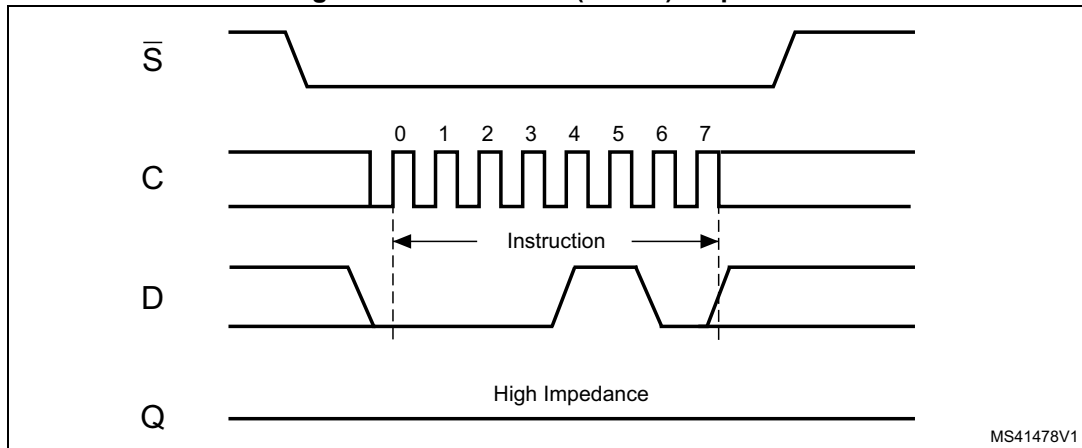 S̅
0 1 2 3 4 5 6 7
C
Instruction
D
High Impedance
Q
MS41478V1